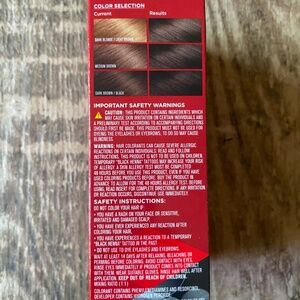 COLOR SELECTION
Current Results
DARK BLONDE / LIGHT BROWN
MEDIUM BROWN
DARK BROWN / BLACK
IMPORTANT SAFETY WARNINGS
CAUTION: THIS PRODUCT CONTAINS INGREDIENTS WHICH
MAY CAUSE SKIN IRRITATION ON CERTAIN INDIVIDUALS AND
A PRELIMINARY TEST ACCORDING TO ACCOMPANYING DIRECTIONS
SHOULD FIRST BE MADE. THIS PRODUCT MUST NOT BE USED FOR
DYEING THE EYELASHES OR EYEBROWS; TO DO SO MAY CAUSE
BLINDNESS.
WARNING: HAIR COLORANTS CAN CAUSE SEVERE ALLERGIC
REACTIONS ON CERTAIN INDIVIDUALS. READ AND FOLLOW
INSTRUCTIONS. THIS PRODUCT IS NOT TO BE USED ON CHILDREN.
TEMPORARY "BLACK HENNA" TATTOOS MAY INCREASE YOUR RISK
OF ALLERGY. A SKIN ALLERGY TEST MUST BE COMPLETED
48 HOURS BEFORE YOU USE THIS PRODUCT, EVEN IF YOU HAVE
USED COLORING PRODUCTS BEFORE. BUY THE PRODUCT IN
ADVANCE TO ALLOW FOR THE 48 HOURS ALLERGY TEST. BEFORE
USING READ INSERT FOR COMPLETE DIRECTIONS. IF ANY IRRITATION
OR REACTION OCCURS, DISCONTINUE USE IMMEDIATELY.
SAFETY INSTRUCTIONS:
DO NOT COLOR YOUR HAIR IF:
• YOU HAVE A RASH ON YOUR FACE OR SENSITIVE,
IRRITATED AND DAMAGED SCALP.
• YOU HAVE EVER EXPERIENCED ANY REACTION AFTER
COLORING YOUR HAIR.
• YOU HAVE EXPERIENCED A REACTION TO A TEMPORARY
"BLACK HENNA" TATTOO IN THE PAST.
• DO NOT USE TO DYE EYELASHES AND EYEBROWS.
WAIT AT LEAST 14 DAYS AFTER BLEACHING, RELAXING OR
PERMING BEFORE COLORING. AVOID CONTACT WITH EYES.
RINSE EYES IMMEDIATELY IF PRODUCT COMES INTO CONTACT
WITH THEM. WEAR SUITABLE GLOVES. RINSE HAIR WELL AFTER
APPLICATION. KEEP OUT OF REACH OF CHILDREN.
MIXING RATIO (1:1)
COLORANT CONTAINS PHENYLENEDIAMINES AND RESORCINOL.
DEVELOPER CONTAINS HYDROGEN PEROXIDE.